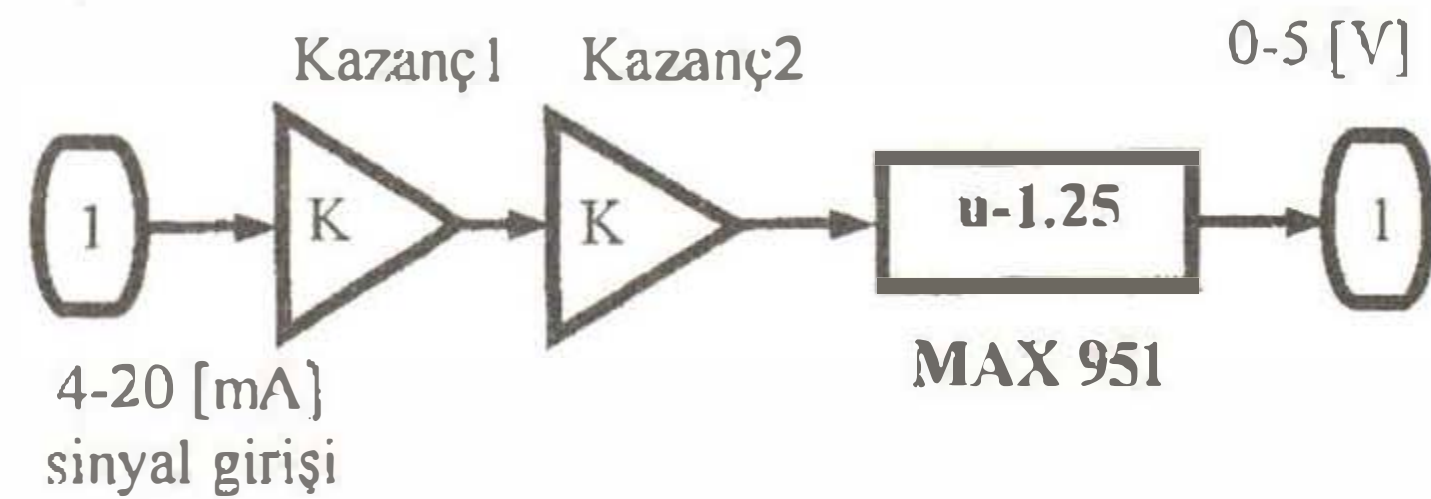 Kazanç1 Kazanç2 0-5 [V]
1 K K u-1.25 1
MAX 951
4-20 [mA]
sinyal girişi